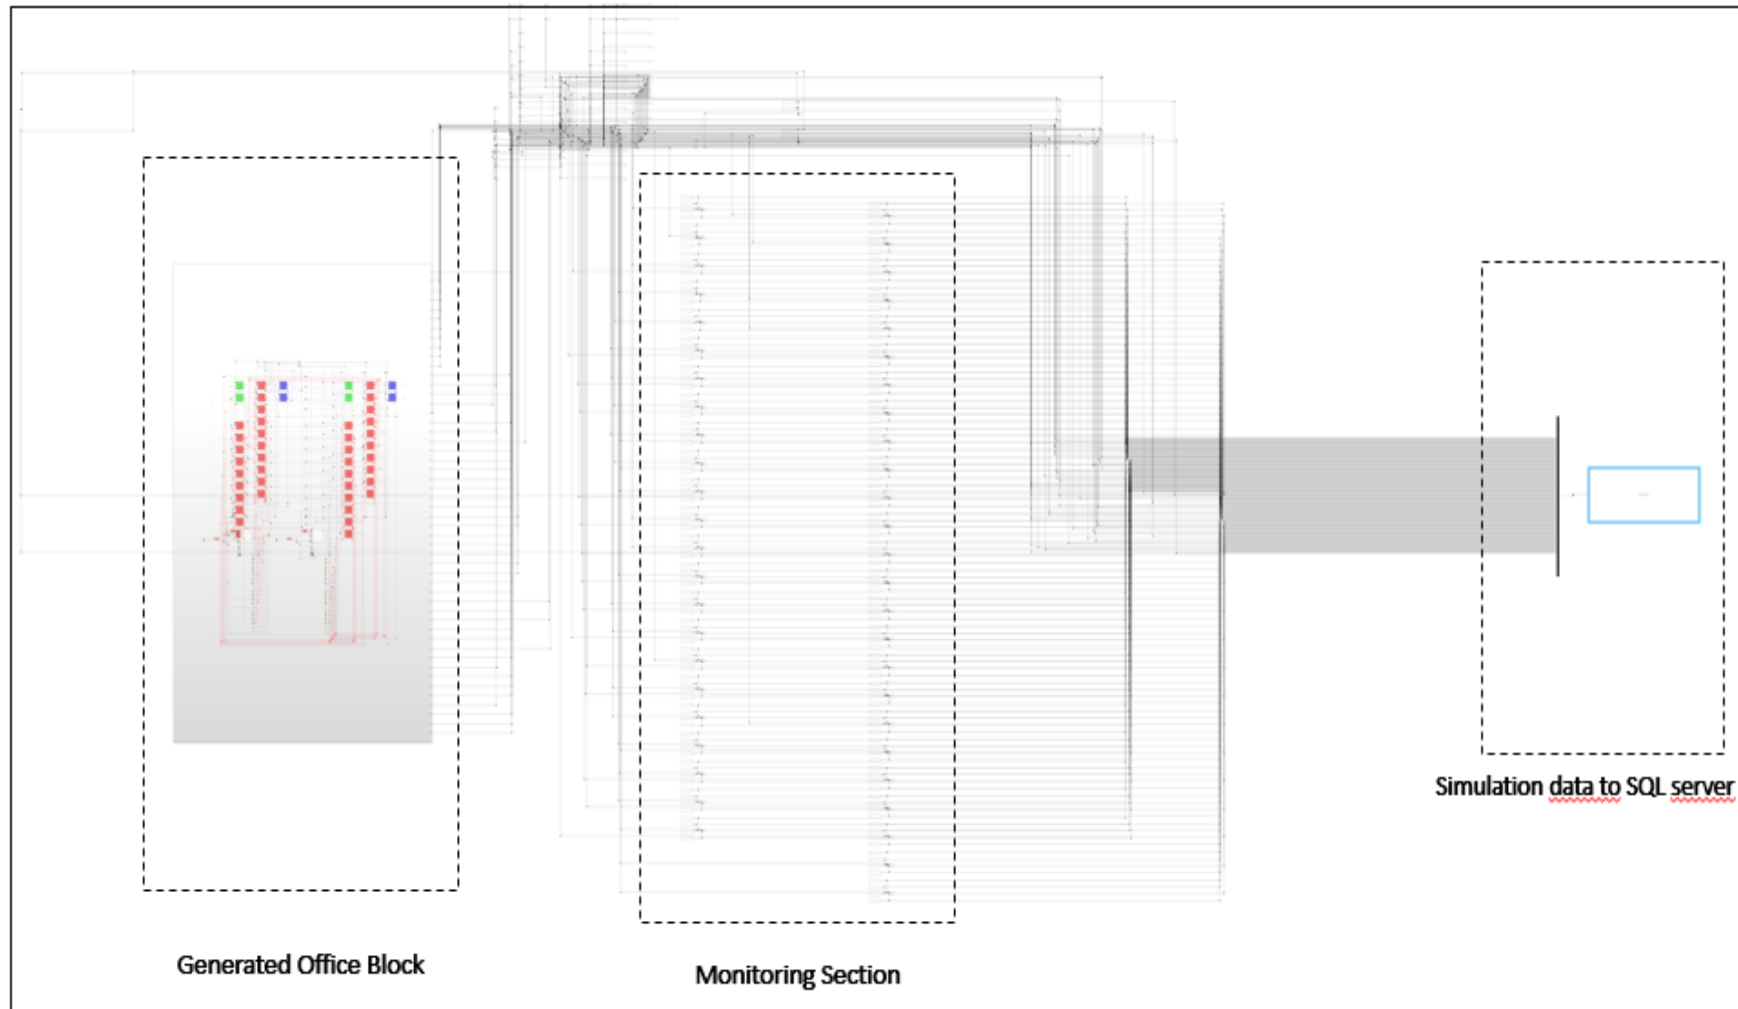 Simulation data to SQL server
Generated Office Block
Monitoring Section